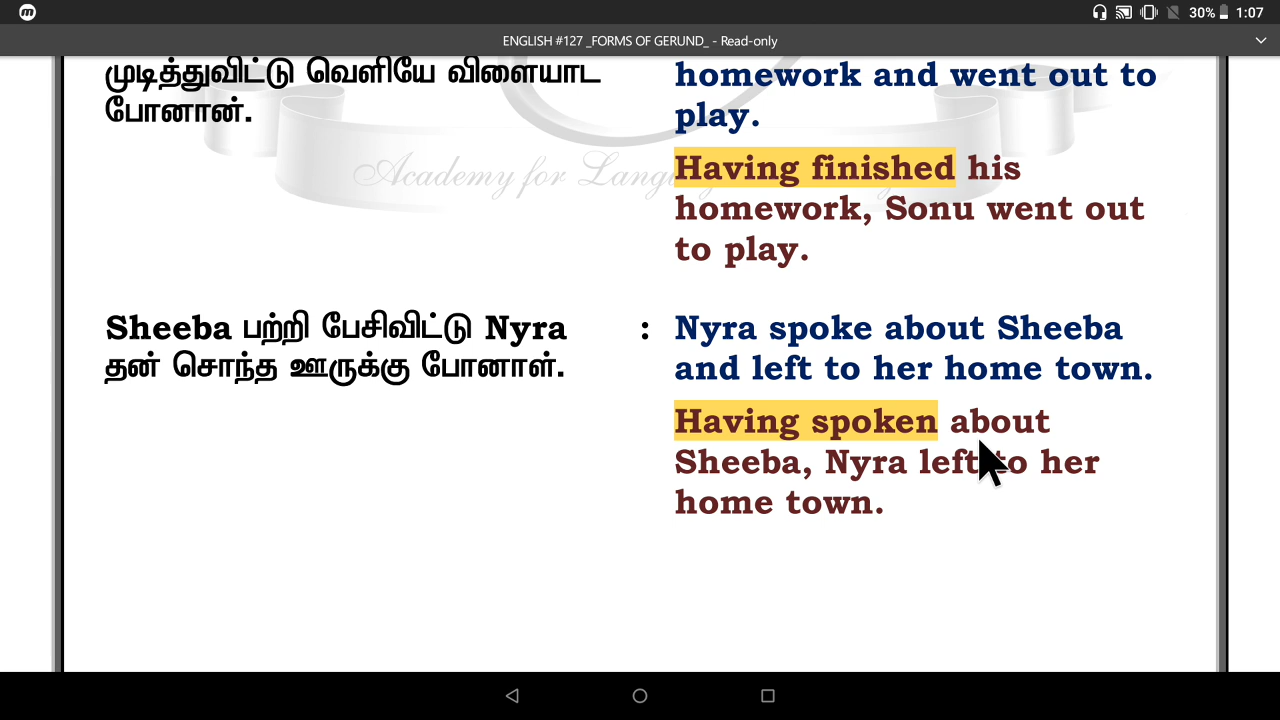 30% 1:07
ENGLISH #127 _FORMS OF GERUND_ - Read-only
முடித்துவிட்டு வெளியே விளையாட
போனான்.
homework and went out to
play.
Academy for Lang
Having finished his
homework, Sonu went out
to play.
Sheeba பற்றி பேசிவிட்டு Nyra
தன் சொந்த ஊருக்கு போனாள்.
:
Nyra spoke about Sheeba
and left to her home town.
Having spoken about
Sheeba, Nyra left to her
home town.